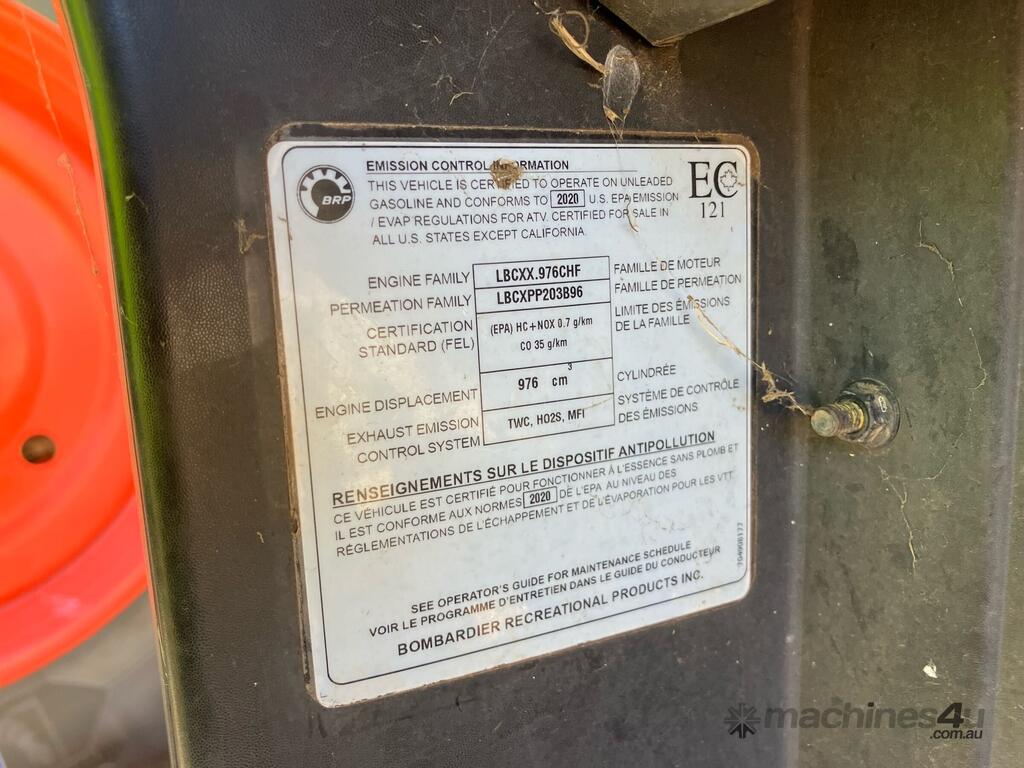 BRP
EMISSION CONTROL INFORMATION
THIS VEHICLE IS CERTIFIED TO OPERATE ON UNLEADED
GASOLINE AND CONFORMS TO 2020 U.S. EPA EMISSION
/ EVAP REGULATIONS FOR ATV. CERTIFIED FOR SALE IN
ALL U.S. STATES EXCEPT CALIFORNIA.
EC
121
ENGINE FAMILY LBCXX.976CHF FAMILLE DE MOTEUR
PERMEATION FAMILY LBCXPP203B96 FAMILLE DE PERMEATION
CERTIFICATION STANDARD (FEL) (EPA) HC+NOX 0.7 g/km CO 35 g/km LIMITE DES ÉMISSIONS DE LA FAMILLE
ENGINE DISPLACEMENT 976 cm³ CYLINDRÉE
EXHAUST EMISSION CONTROL SYSTEM TWC, HO2S, MFI SYSTÈME DE CONTRÔLE DES ÉMISSIONS
RENSEIGNEMENTS SUR LE DISPOSITIF ANTIPOLLUTION
CE VÉHICULE EST CERTIFIÉ POUR FONCTIONNER À L'ESSENCE SANS PLOMB ET
IL EST CONFORME AUX NORMES 2020 DE L'EPA AU NIVEAU DES
RÉGLEMENTATIONS DE L'ÉCHAPPEMENT ET DE L'ÉVAPORATION POUR LES VTT
SEE OPERATOR'S GUIDE FOR MAINTENANCE SCHEDULE
VOIR LE PROGRAMME D'ENTRETIEN DANS LE GUIDE DU CONDUCTEUR
BOMBARDIER RECREATIONAL PRODUCTS INC.
machines4u
.com.au